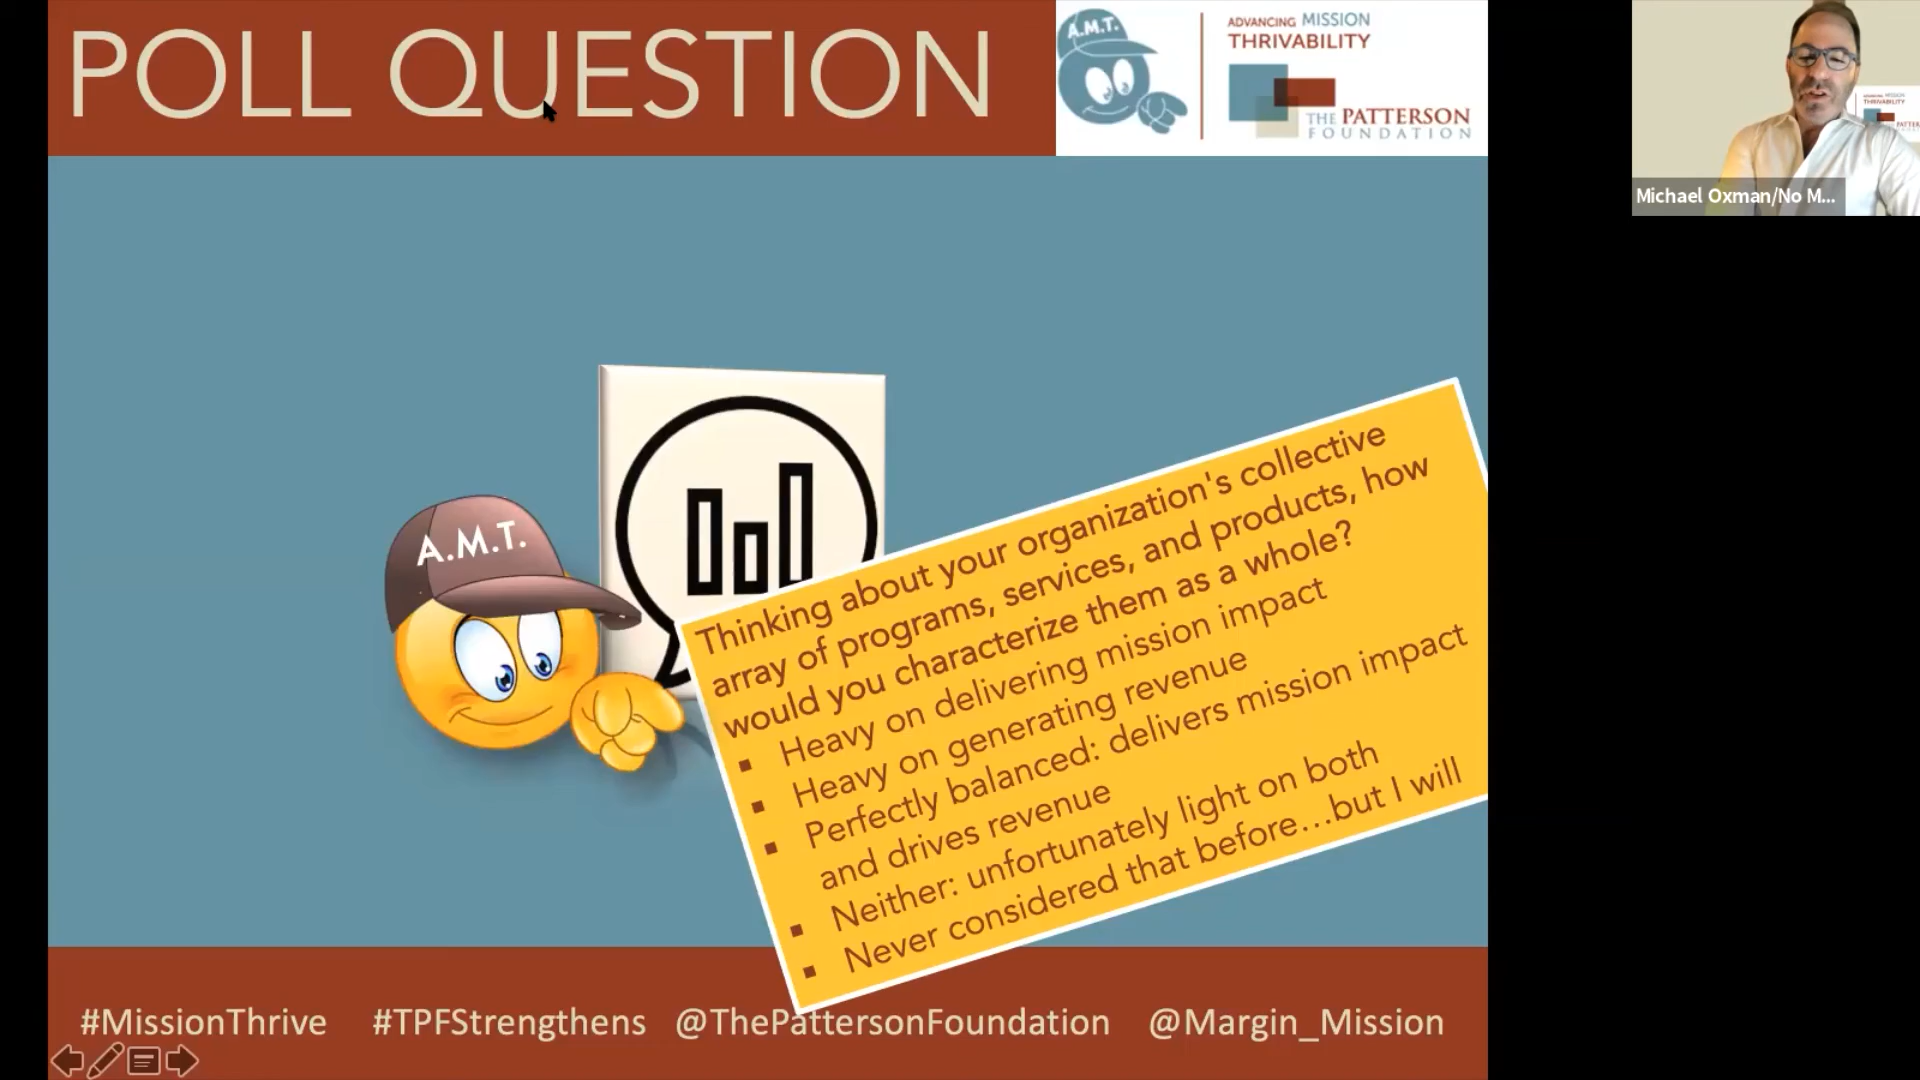 POLL QUESTION
A.M.T.
ADVANCING MISSION
THRIVABILITY
THE PATTERSON
FOUNDATION
Michael Oxman/No M...
A.M.T.
Thinking about your organization's collective
array of programs, services, and products, how
would you characterize them as a whole?
▪ Heavy on delivering mission impact
▪ Heavy on generating revenue
▪ Perfectly balanced: delivers mission impact
and drives revenue
▪ Neither: unfortunately light on both
▪ Never considered that before…but I will
#MissionThrive #TPFStrengthens @ThePattersonFoundation @Margin_Mission